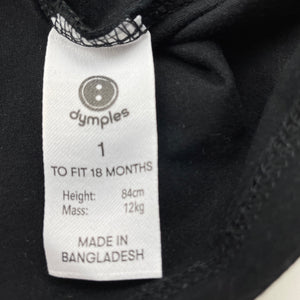 dymples
1
TO FIT 18 MONTHS
Height: 84cm
Mass: 12kg
MADE IN
BANGLADESH